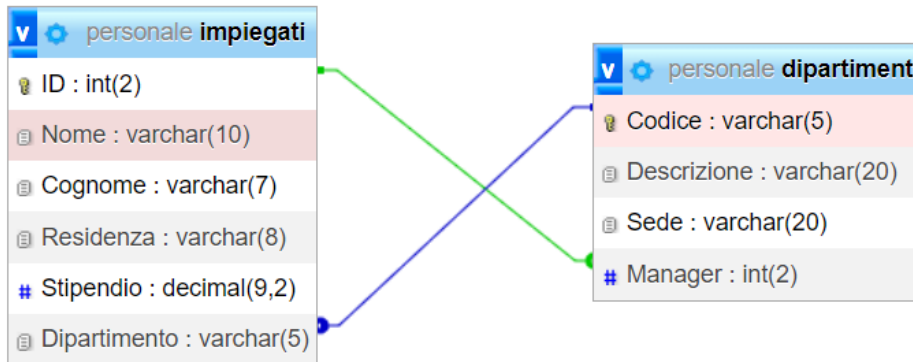 v personale impiegati
ID : int(2)
Nome : varchar(10)
Cognome : varchar(7)
Residenza : varchar(8)
# Stipendio : decimal(9,2)
Dipartimento : varchar(5)
v personale dipartiment
Codice : varchar(5)
Descrizione : varchar(20)
Sede : varchar(20)
# Manager : int(2)